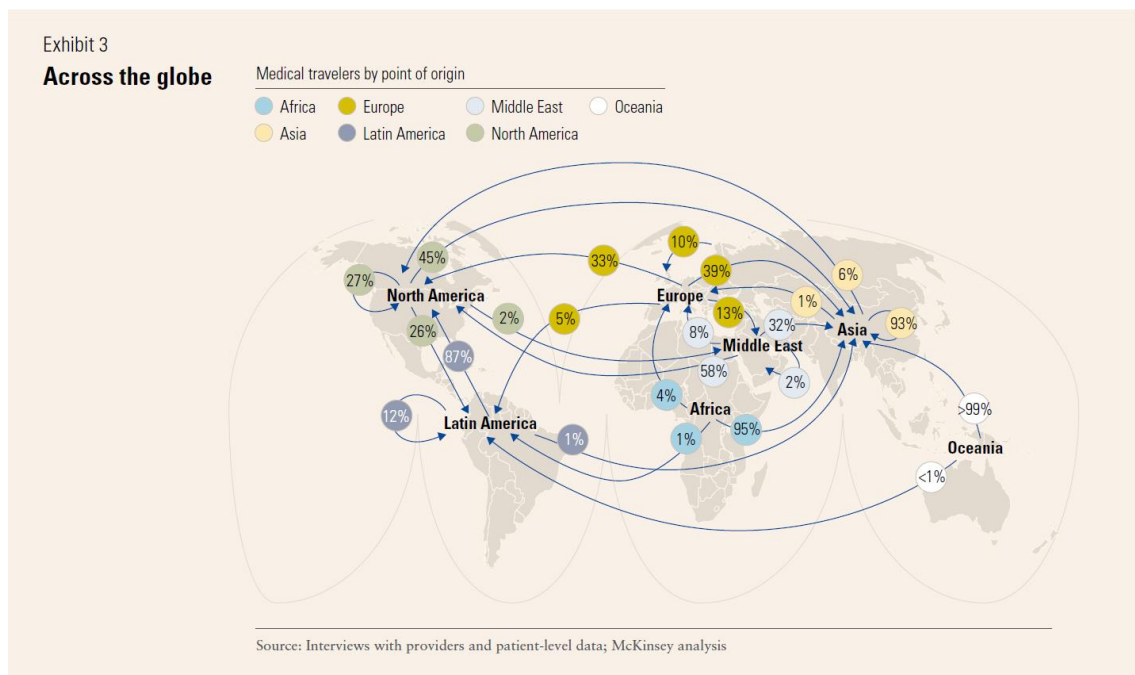 Exhibit 3
Across the globe
Medical travelers by point of origin
Africa Europe Middle East Oceania
Asia Latin America North America
10%
45% 33% 39% 6%
27% 1%
North America Europe
2% 5% 13% 32% 93%
26% 8% Asia
87% Middle East
58% 2%
4%
12% Africa >99%
Latin America
1% 1% 95%
Oceania
<1%
Source: Interviews with providers and patient-level data; McKinsey analysis